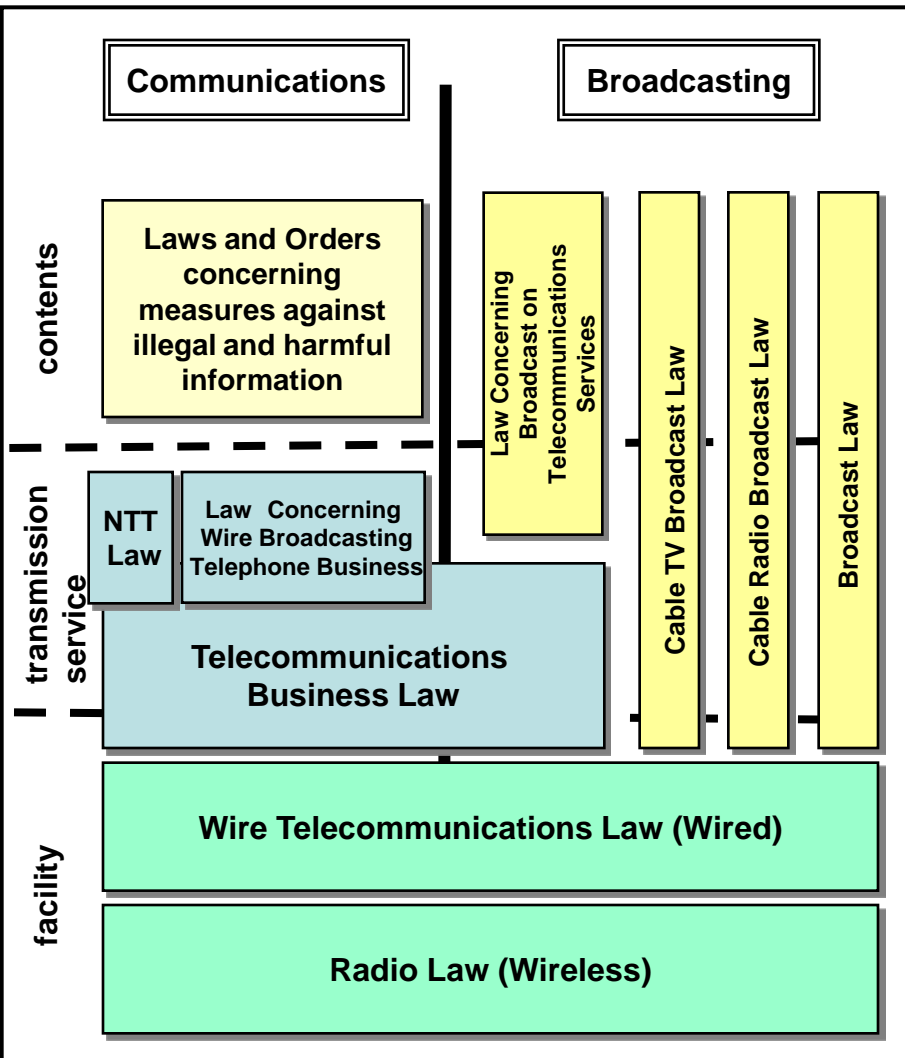 Communications
Broadcasting
contents
Laws and Orders
concerning
measures against
illegal and harmful
information
Law Concerning
Broadcast on
Telecommunications
Services
Cable TV Broadcast Law
Cable Radio Broadcast Law
Broadcast Law
transmission
service
NTT
Law
Law Concerning
Wire Broadcasting
Telephone Business
Telecommunications
Business Law
facility
Wire Telecommunications Law (Wired)
Radio Law (Wireless)